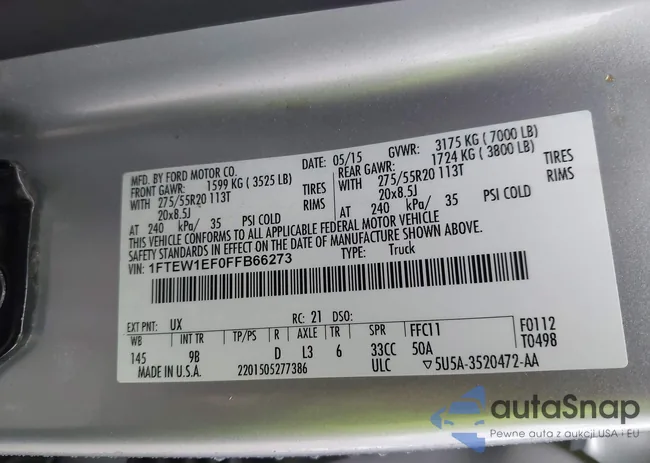 MFD. BY FORD MOTOR CO.
DATE: 05/15 GVWR: 3175 KG ( 7000 LB)
FRONT GAWR: 1599 KG ( 3525 LB) REAR GAWR: 1724 KG ( 3800 LB)
WITH 275/55R20 113T TIRES WITH 275/55R20 113T TIRES
20x8.5J RIMS 20x8.5J RIMS
AT 240 kPa/ 35 PSI COLD AT 240 kPa/ 35 PSI COLD
THIS VEHICLE CONFORMS TO ALL APPLICABLE FEDERAL MOTOR VEHICLE
SAFETY STANDARDS IN EFFECT ON THE DATE OF MANUFACTURE SHOWN ABOVE.
VIN: 1FTEW1EF0FFB66273 TYPE: Truck
EXT PNT: UX RC: 21 DSO:
WB INT TR TP/PS R AXLE TR SPR FFC11 F0112
145 9B D L3 6 33CC 50A T0498
MADE IN U.S.A. 2201505277386 ULC ▽5U5A-3520472-AA
autaSnap
Pewne auta z aukcji USA i EU